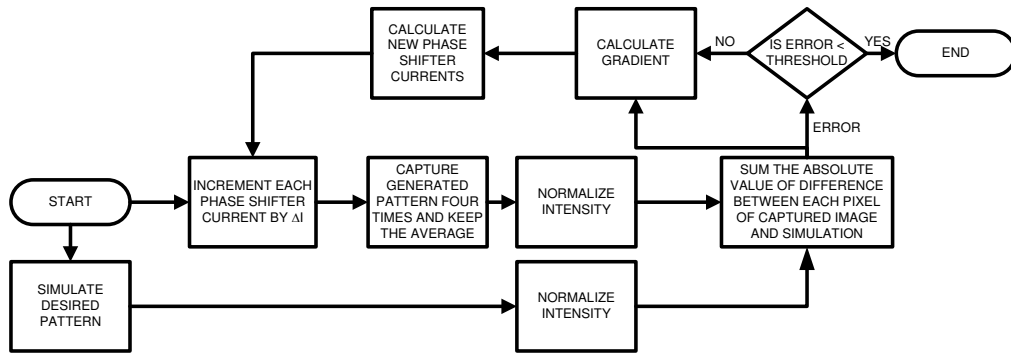 CALCULATE
NEW PHASE
SHIFTER
CURRENTS
CALCULATE
GRADIENT
NO
IS ERROR <
THRESHOLD
YES
END
ERROR
START
INCREMENT EACH
PHASE SHIFTER
CURRENT BY ΔI
CAPTURE
GENERATED
PATTERN FOUR
TIMES AND KEEP
THE AVERAGE
NORMALIZE
INTENSITY
SUM THE ABSOLUTE
VALUE OF DIFFERENCE
BETWEEN EACH PIXEL
OF CAPTURED IMAGE
AND SIMULATION
SIMULATE
DESIRED
PATTERN
NORMALIZE
INTENSITY